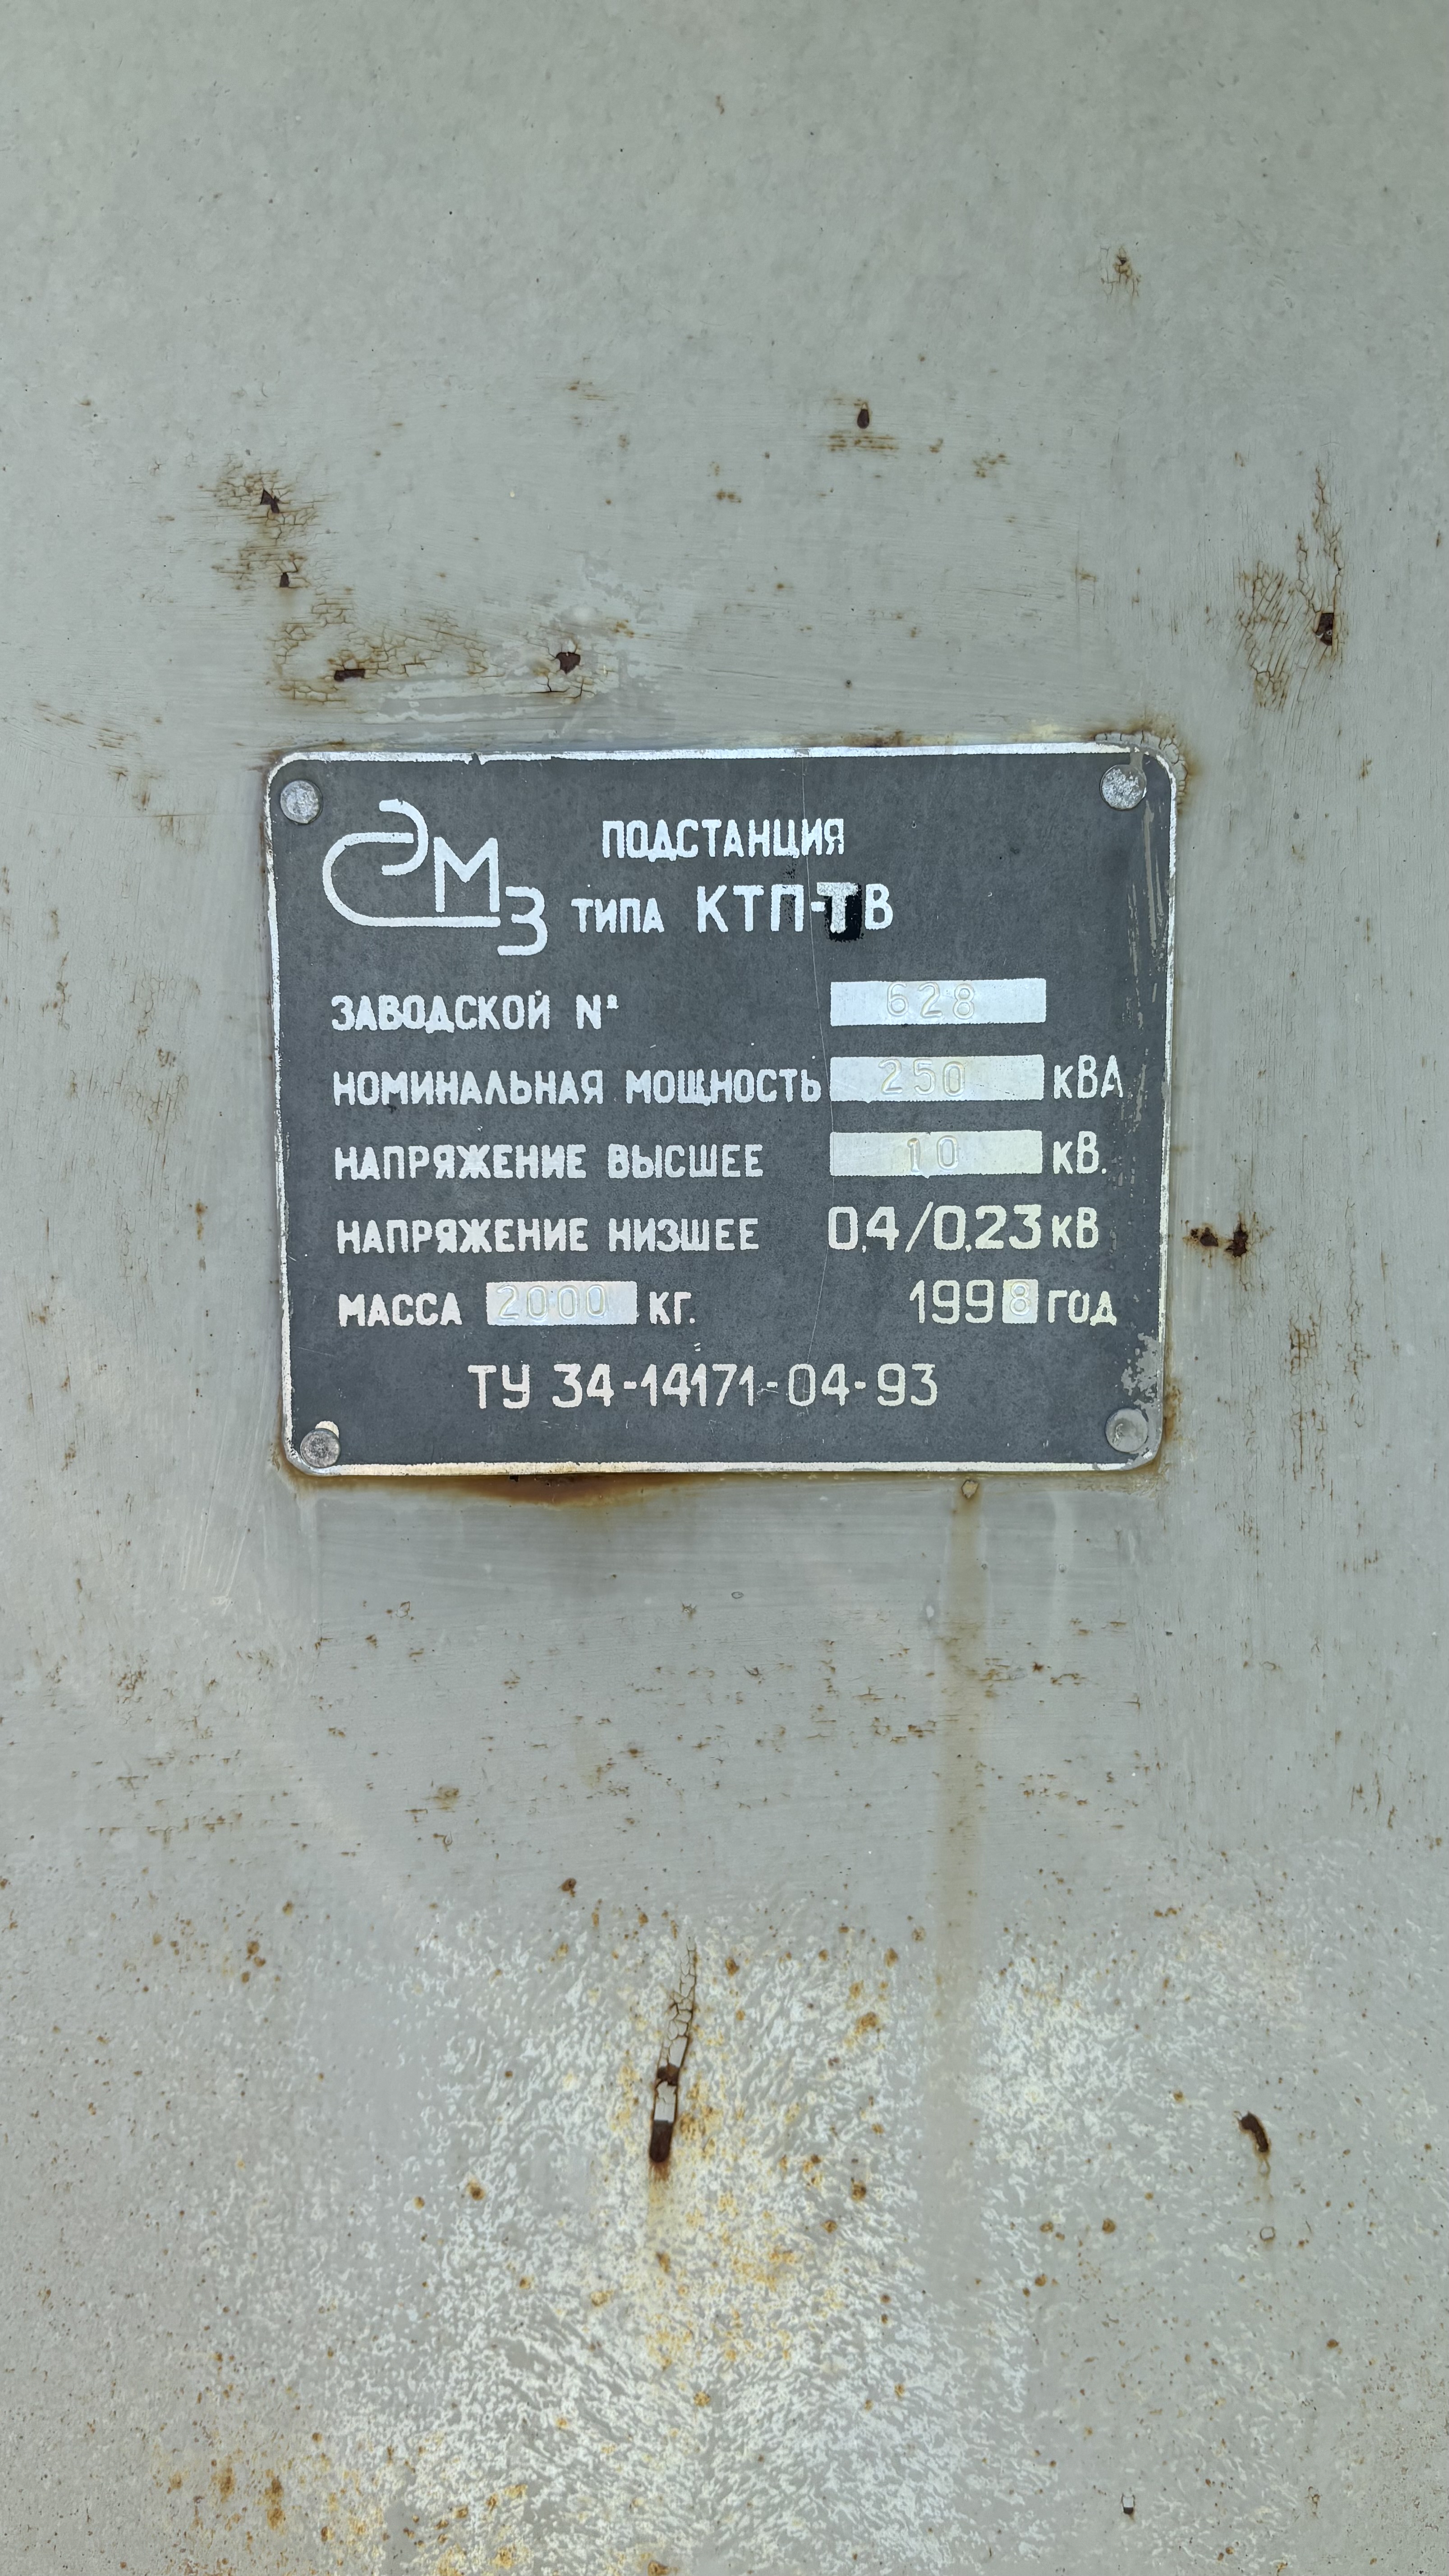 ЭМЗ
ПОДСТАНЦИЯ
ТИПА КТП-ТВ
ЗАВОДСКОЙ № 628
НОМИНАЛЬНАЯ МОЩНОСТЬ 250 кВА
НАПРЯЖЕНИЕ ВЫСШЕЕ 10 кВ.
НАПРЯЖЕНИЕ НИЗШЕЕ 0,4/0,23 кВ
МАССА 2000 КГ. 1998 ГОД
ТУ 34-14171-04-93